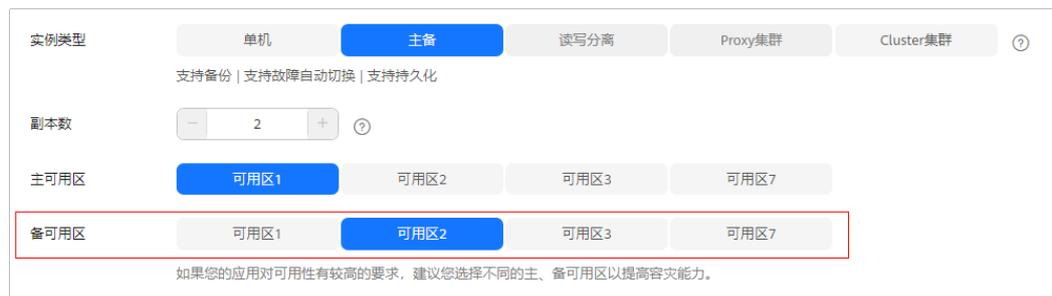 实例类型 单机 主备 读写分离 Proxy集群 Cluster集群 ?
支持备份 | 支持故障自动切换 | 支持持久化
副本数 − 2 + ?
主可用区 可用区1 可用区2 可用区3 可用区7
备可用区 可用区1 可用区2 可用区3 可用区7
如果您的应用对可用性有较高的要求，建议您选择不同的主、备可用区以提高容灾能力。